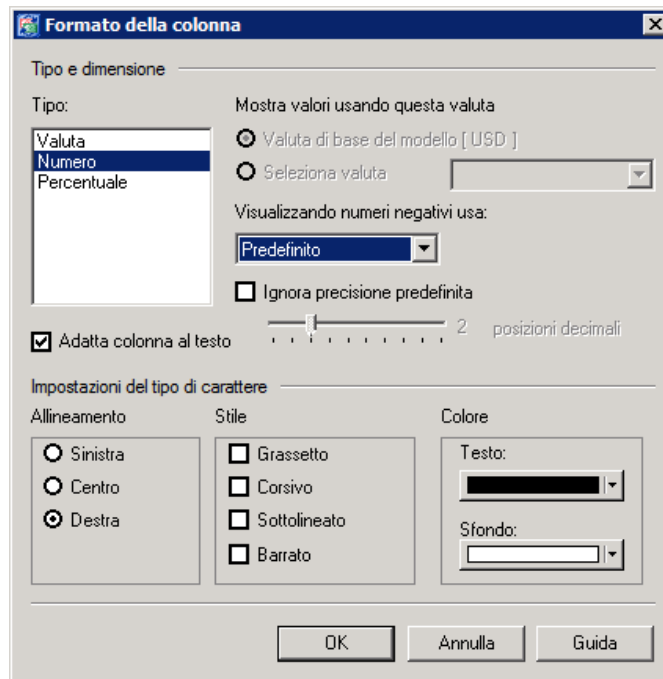 Formato della colonna
Tipo e dimensione
Tipo:
Valuta
Numero
Percentuale
Adatta colonna al testo
Mostra valori usando questa valuta
Valuta di base del modello [ USD ]
Seleziona valuta
Visualizzando numeri negativi usa:
Predefinito
Ignora precisione predefinita
2 posizioni decimali
Impostazioni del tipo di carattere
Allineamento
Sinistra
Centro
Destra
Stile
Grassetto
Corsivo
Sottolineato
Barrato
Colore
Testo:
Sfondo:
OK
Annulla
Guida